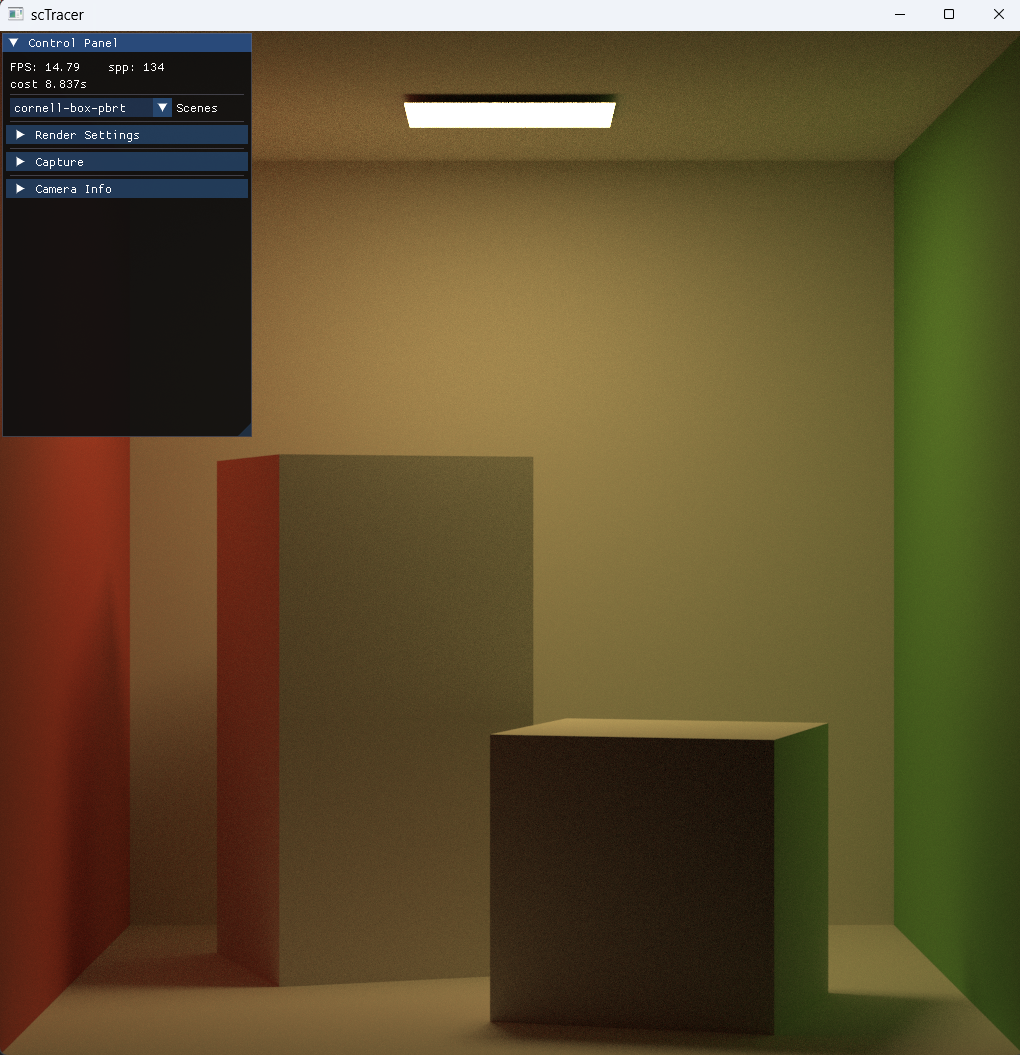 scTracer
Control Panel
FPS: 14.79 spp: 134
cost 8.837s
cornell-box-pbrt Scenes
Render Settings
Capture
Camera Info